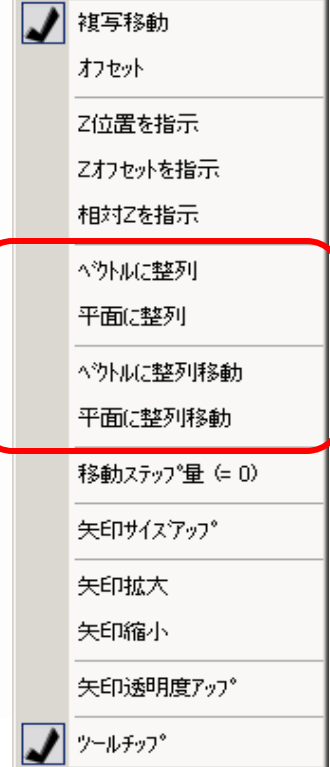 複写移動
オフセット
Z位置を指示
Zオフセットを指示
相対Zを指示
ベクトルに整列
平面に整列
ベクトルに整列移動
平面に整列移動
移動ステップ量 (= 0)
矢印サイズアップ
矢印拡大
矢印縮小
矢印透明度アップ
ツールチップ